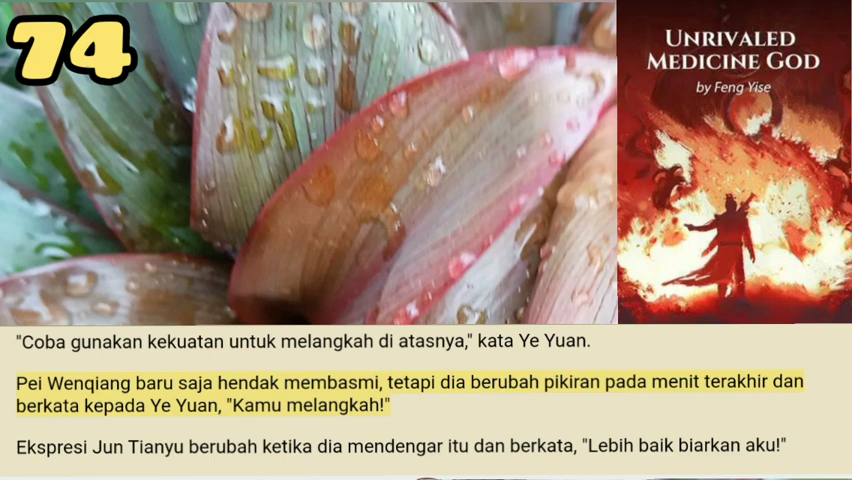 74
UNRIVALED
MEDICINE GOD
by Feng Yise
"Coba gunakan kekuatan untuk melangkah di atasnya," kata Ye Yuan.
Pei Wenqiang baru saja hendak membasmi, tetapi dia berubah pikiran pada menit terakhir dan
berkata kepada Ye Yuan, "Kamu melangkah!"
Ekspresi Jun Tianyu berubah ketika dia mendengar itu dan berkata, "Lebih baik biarkan aku!"